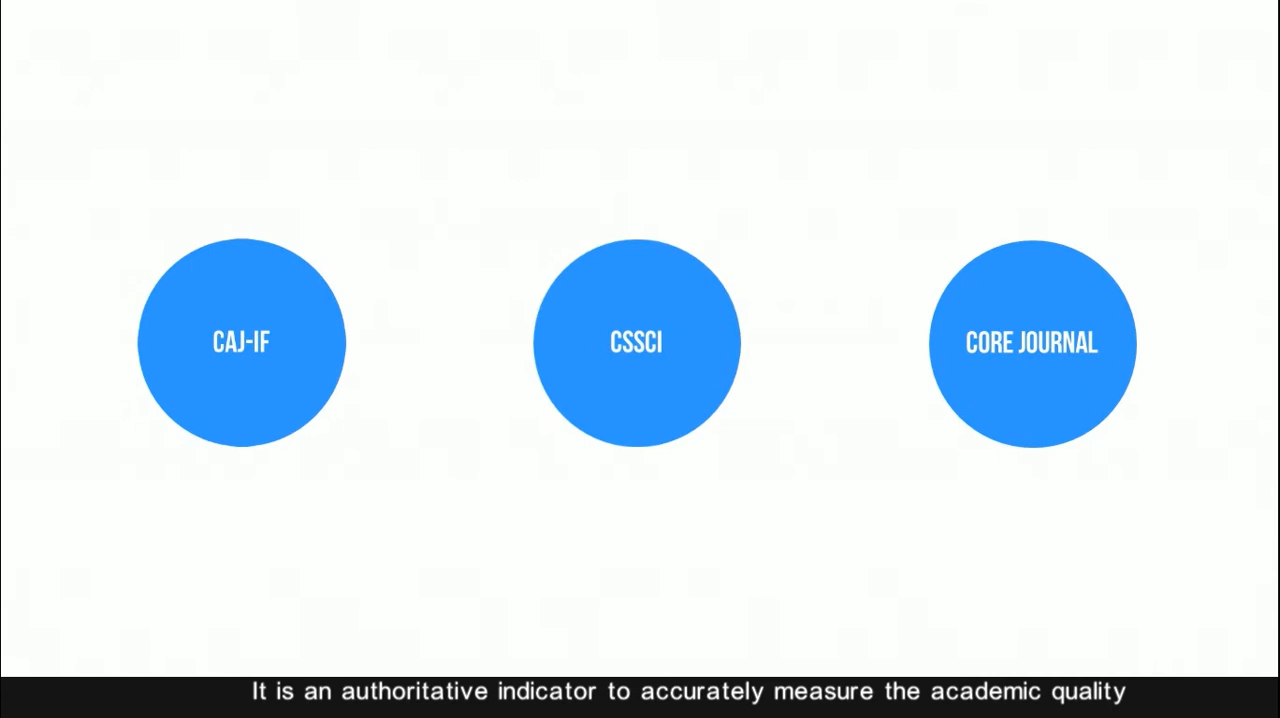 CAJ-IF
CSSCI
CORE JOURNAL
It is an authoritative indicator to accurately measure the academic quality